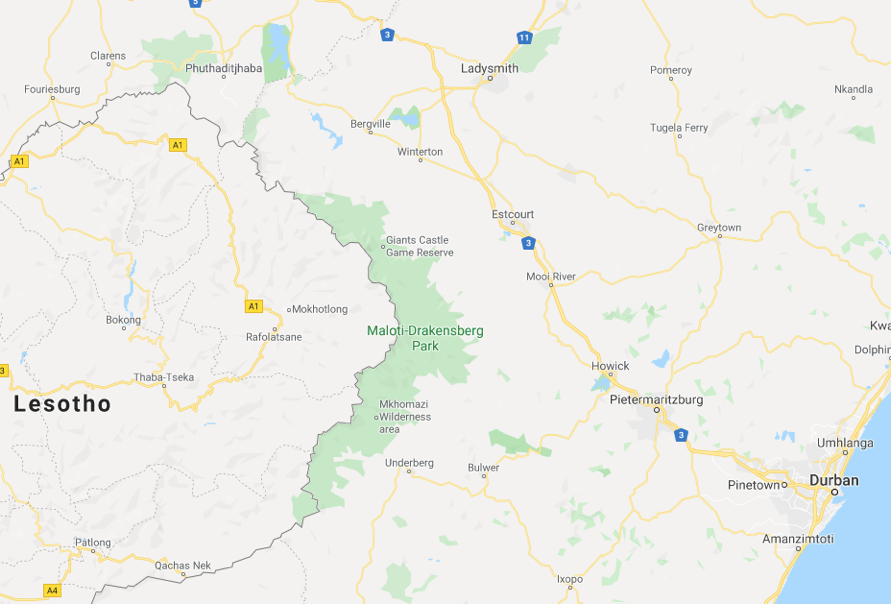 5
3
11
Clarens
Phuthaditjhaba
Ladysmith
Pomeroy
Fouriesburg
Nkandla
Bergville
Tugela Ferry
A1
Winterton
A1
Estcourt
Greytown
3
Giants Castle
Game Reserve
Mooi River
A1
Mokhotlong
Bokong
Kwa
Maloti-Drakensberg
Park
Rafolatsane
Dolphin
Howick
3
Thaba-Tseka
Lesotho
Pietermaritzburg
Mkhomazi
Wilderness
area
3
Umhlanga
Underberg
Bulwer
Pinetown
Durban
Patlong
Amanzimtoti
Qachas Nek
Ixopo
A4